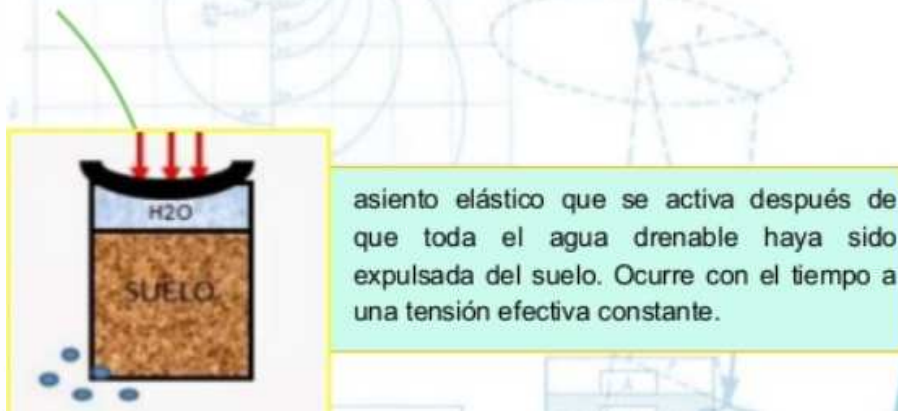 H2O
SUELO
asiento elástico que se activa después de
que toda el agua drenable haya sido
expulsada del suelo. Ocurre con el tiempo a
una tensión efectiva constante.